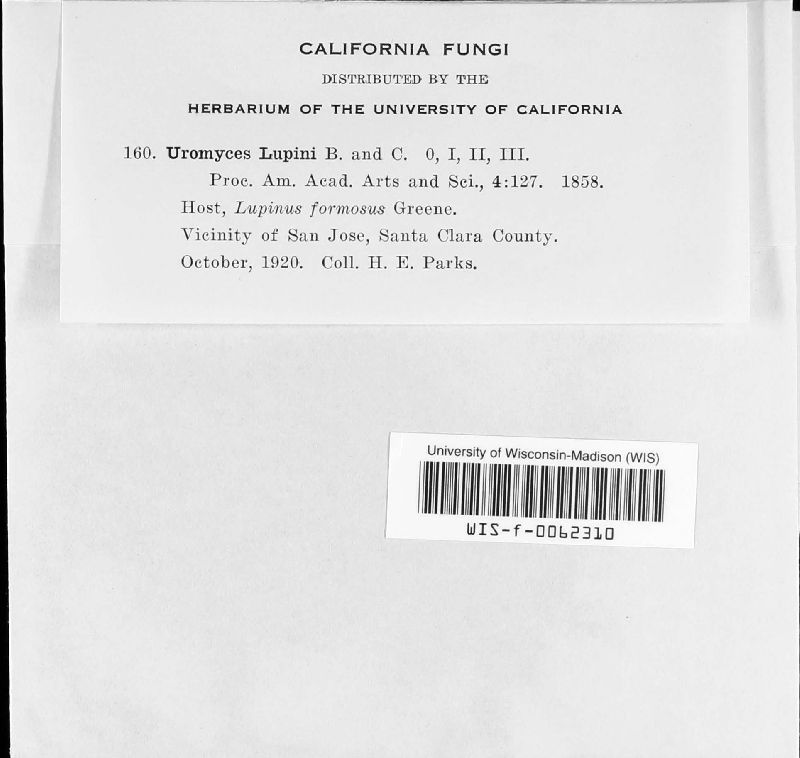 CALIFORNIA FUNGI
DISTRIBUTED BY THE
HERBARIUM OF THE UNIVERSITY OF CALIFORNIA
160. Uromyces Lupini B. and C. 0, I, II, III.
Proc. Am. Acad. Arts and Sci., 4:127. 1858.
Host, Lupinus formosus Greene.
Vicinity of San Jose, Santa Clara County.
October, 1920. Coll. H. E. Parks.
University of Wisconsin-Madison (WIS)
WIS-f-0062310